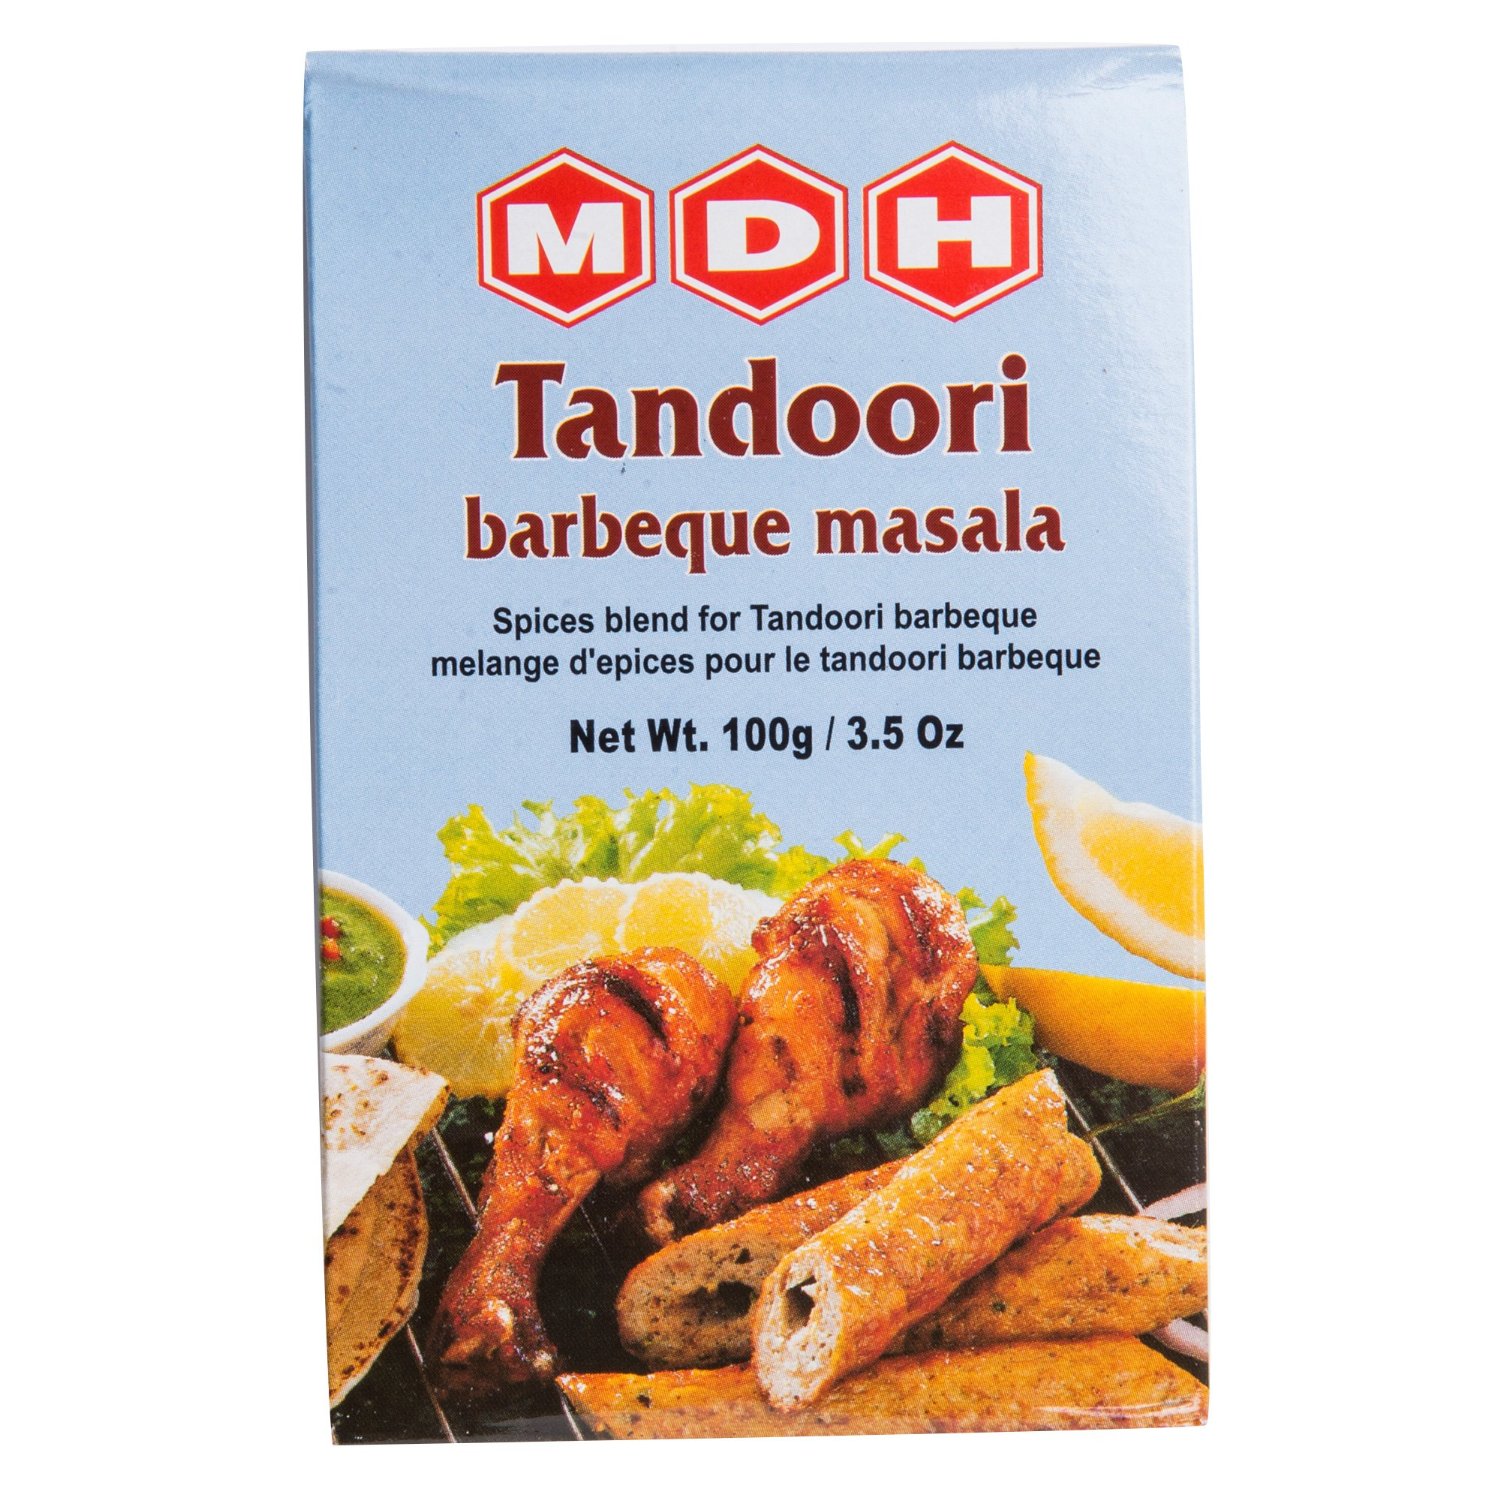 MDH
Tandoori
barbeque masala
Spices blend for Tandoori barbeque
melange d'epices pour le tandoori barbeque
Net Wt. 100g / 3.5 Oz